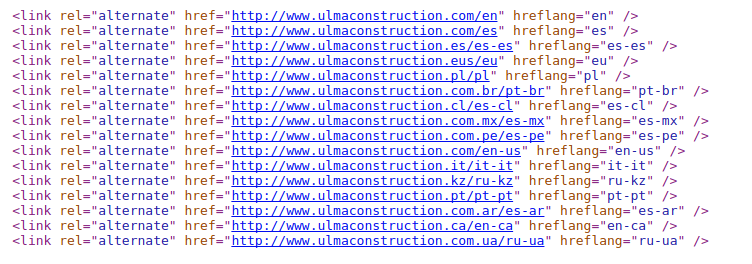 <link rel="alternate" href="http://www.ulmaconstruction.com/en" hreflang="en" />
<link rel="alternate" href="http://www.ulmaconstruction.com/es" hreflang="es" />
<link rel="alternate" href="http://www.ulmaconstruction.es/es-es" hreflang="es-es" />
<link rel="alternate" href="http://www.ulmaconstruction.eus/eu" hreflang="eu" />
<link rel="alternate" href="http://www.ulmaconstruction.pl/pl" hreflang="pl" />
<link rel="alternate" href="http://www.ulmaconstruction.com.br/pt-br" hreflang="pt-br" />
<link rel="alternate" href="http://www.ulmaconstruction.cl/es-cl" hreflang="es-cl" />
<link rel="alternate" href="http://www.ulmaconstruction.com.mx/es-mx" hreflang="es-mx" />
<link rel="alternate" href="http://www.ulmaconstruction.com.pe/es-pe" hreflang="es-pe" />
<link rel="alternate" href="http://www.ulmaconstruction.com/en-us" hreflang="en-us" />
<link rel="alternate" href="http://www.ulmaconstruction.it/it-it" hreflang="it-it" />
<link rel="alternate" href="http://www.ulmaconstruction.kz/ru-kz" hreflang="ru-kz" />
<link rel="alternate" href="http://www.ulmaconstruction.pt/pt-pt" hreflang="pt-pt" />
<link rel="alternate" href="http://www.ulmaconstruction.com.ar/es-ar" hreflang="es-ar" />
<link rel="alternate" href="http://www.ulmaconstruction.ca/en-ca" hreflang="en-ca" />
<link rel="alternate" href="http://www.ulmaconstruction.com.ua/ru-ua" hreflang="ru-ua" />